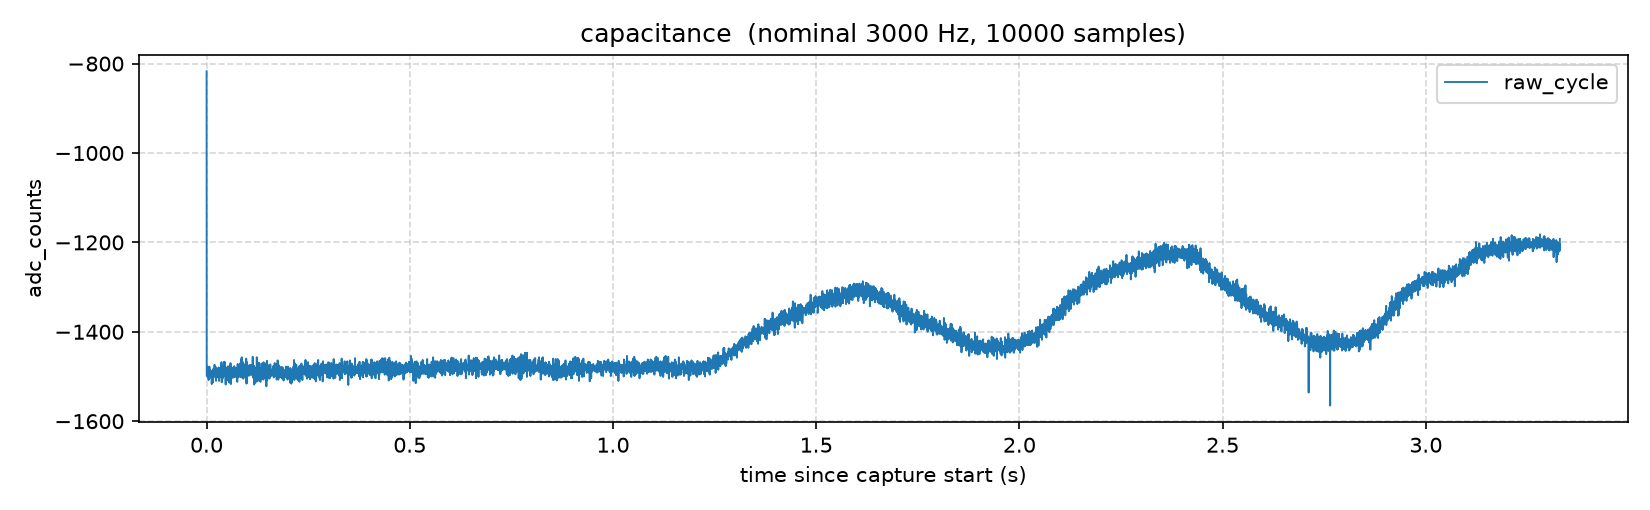 capacitance  (nominal 3000 Hz, 10000 samples)
raw_cycle
adc_counts
−800
−1000
−1200
−1400
−1600
0.0 0.5 1.0 1.5 2.0 2.5 3.0
time since capture start (s)